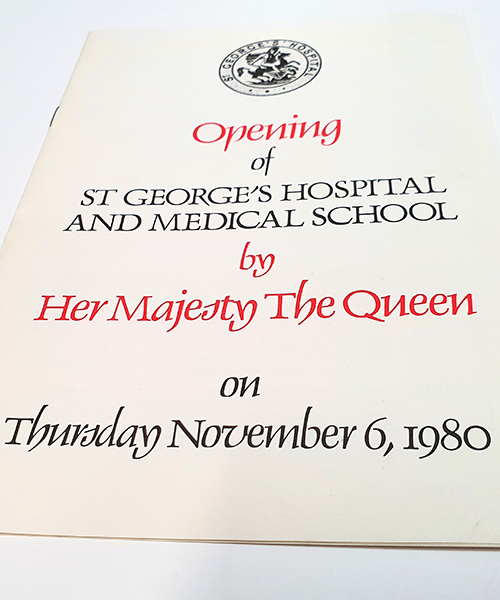 ST GEORGE'S HOSPITAL
Opening
of
ST GEORGE'S HOSPITAL
AND MEDICAL SCHOOL
by
Her Majesty The Queen
on
Thursday November 6, 1980